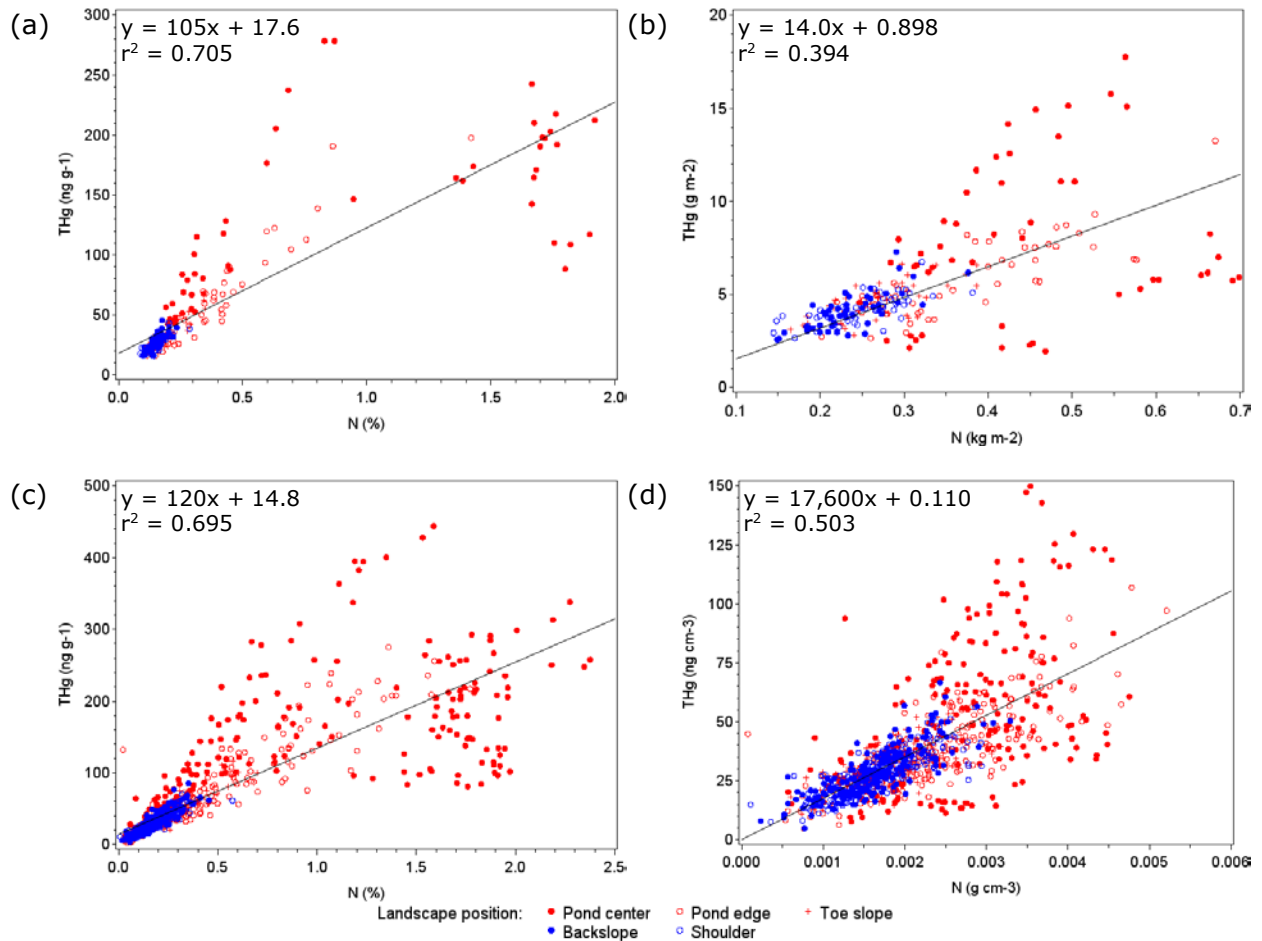 (a)
y = 105x + 17.6
r² = 0.705
300
250
200
150
100
50
0
THg (ng g-1)
0.0
0.5
1.0
1.5
N (%)
(b)
y = 14.0x + 0.898
r² = 0.394
20
15
10
5
0
THg (g m-2)
0.1
0.2
0.3
0.4
0.5
0.6
N (kg m-2)
(c)
y = 120x + 14.8
r² = 0.695
500
400
300
200
100
0
THg (ng g-1)
0.0
0.5
1.0
1.5
2.0
N (%)
(d)
y = 17,600x + 0.110
r² = 0.503
150
125
100
75
50
25
0
THg (ng cm-3)
0.000
0.001
0.002
0.003
0.004
0.005
N (g cm-3)
Landscape position: Pond center Pond edge + Toe slope
Backslope Shoulder